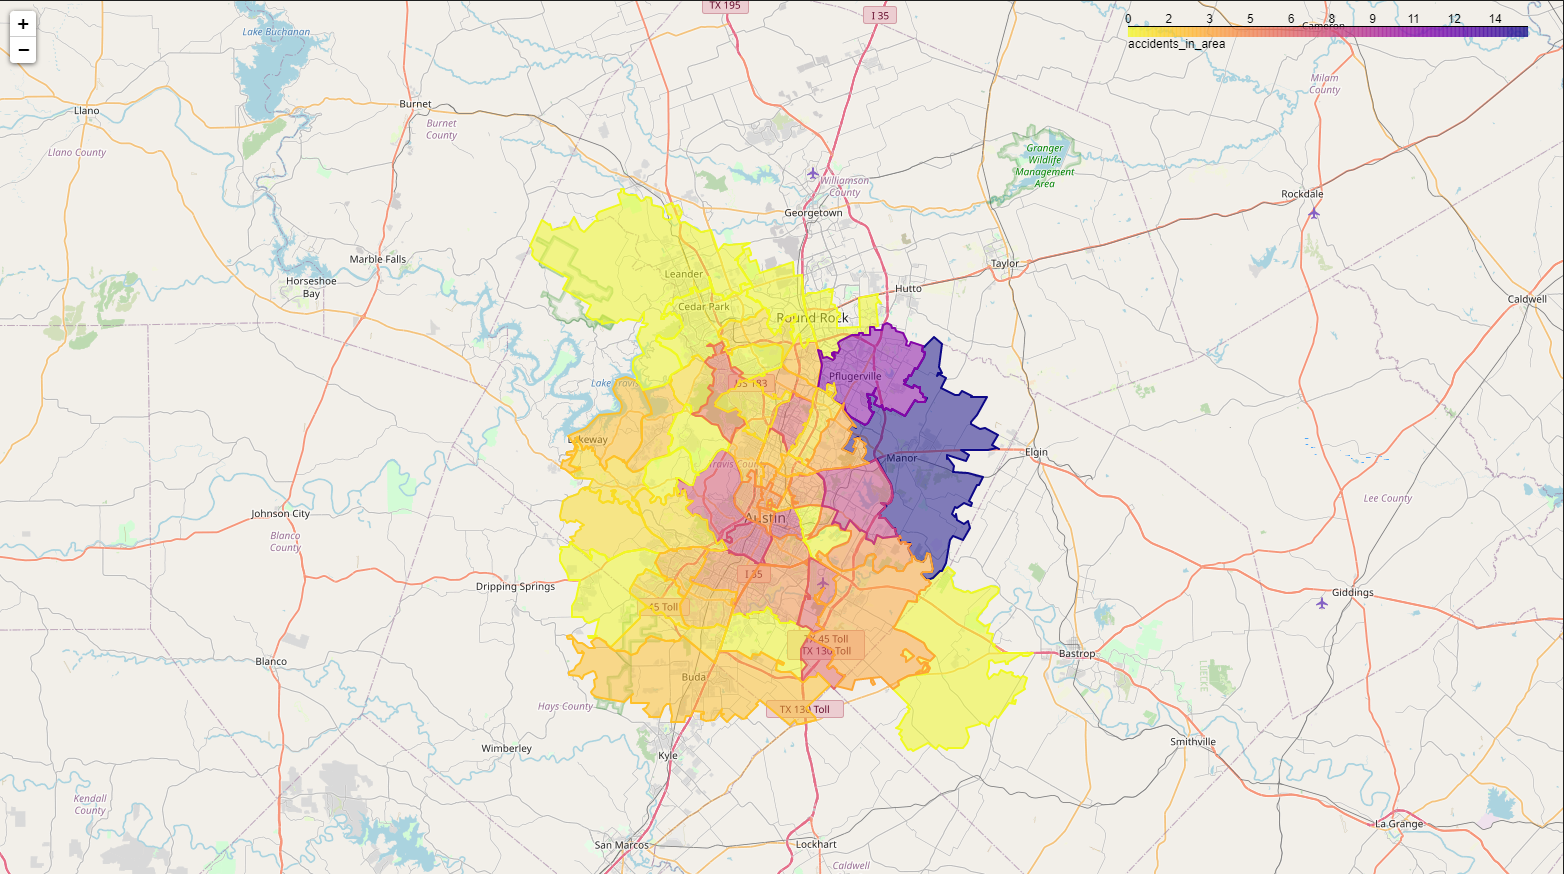 TX 195
I 35
+
−
0 2 3 5 6 8 9 11 12 14
Cameron
accidents_in_area
Lake Buchanan
Llano
Burnet
Burnet
County
Llano County
Milam
County
Granger
Wildlife
Management
Area
Williamson
County
Georgetown
Rockdale
Marble Falls
Horseshoe
Bay
Leander
Taylor
Hutto
Cedar Park
Round Rock
Caldwell
Pflugerville
Lake Travis
US 183
Lakeway
Manor
Elgin
Travis County
Lee County
Johnson City
Blanco
County
Austin
I 35
Dripping Springs
45 Toll
Giddings
TX 45 Toll
TX 130 Toll
Bastrop
Blanco
Buda
Hays County
TX 130 Toll
Smithville
Wimberley
Kyle
Kendall
County
La Grange
San Marcos
Lockhart
Caldwell